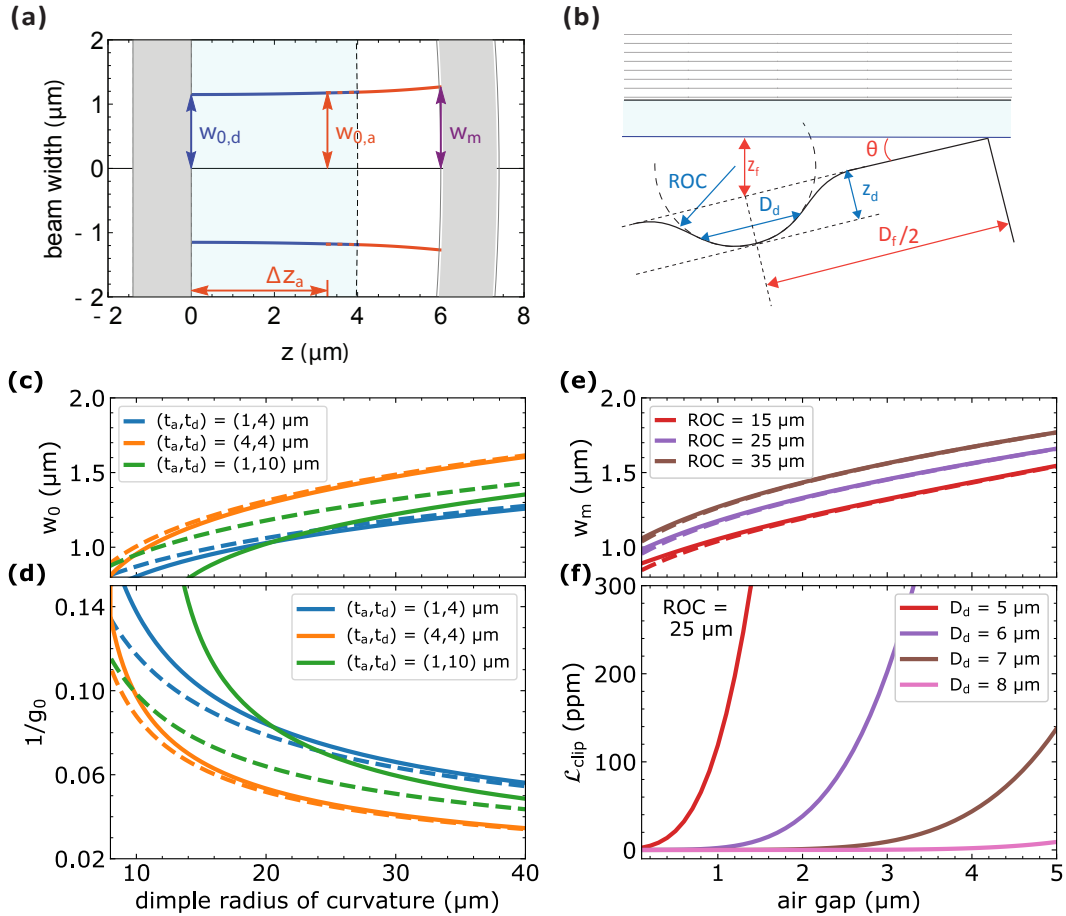 (a)
beam width (μm)
2
1
0
- 1
- 2
w0,d
w0,a
wm
Δza
- 2
0
2
4
6
8
z (μm)
(b)
ROC
zf
θ
Dd
zd
Df/2
(c)
w0 (μm)
2.0
1.5
1.0
(ta,td) = (1,4) μm
(ta,td) = (4,4) μm
(ta,td) = (1,10) μm
(d)
1/g0
0.14
0.10
0.06
0.02
(ta,td) = (1,4) μm
(ta,td) = (4,4) μm
(ta,td) = (1,10) μm
10
20
30
40
dimple radius of curvature (μm)
(e)
wm (μm)
2.0
1.5
1.0
ROC = 15 μm
ROC = 25 μm
ROC = 35 μm
(f)
ℒclip (ppm)
300
200
100
0
ROC =
25 μm
Dd = 5 μm
Dd = 6 μm
Dd = 7 μm
Dd = 8 μm
1
2
3
4
5
air gap (μm)